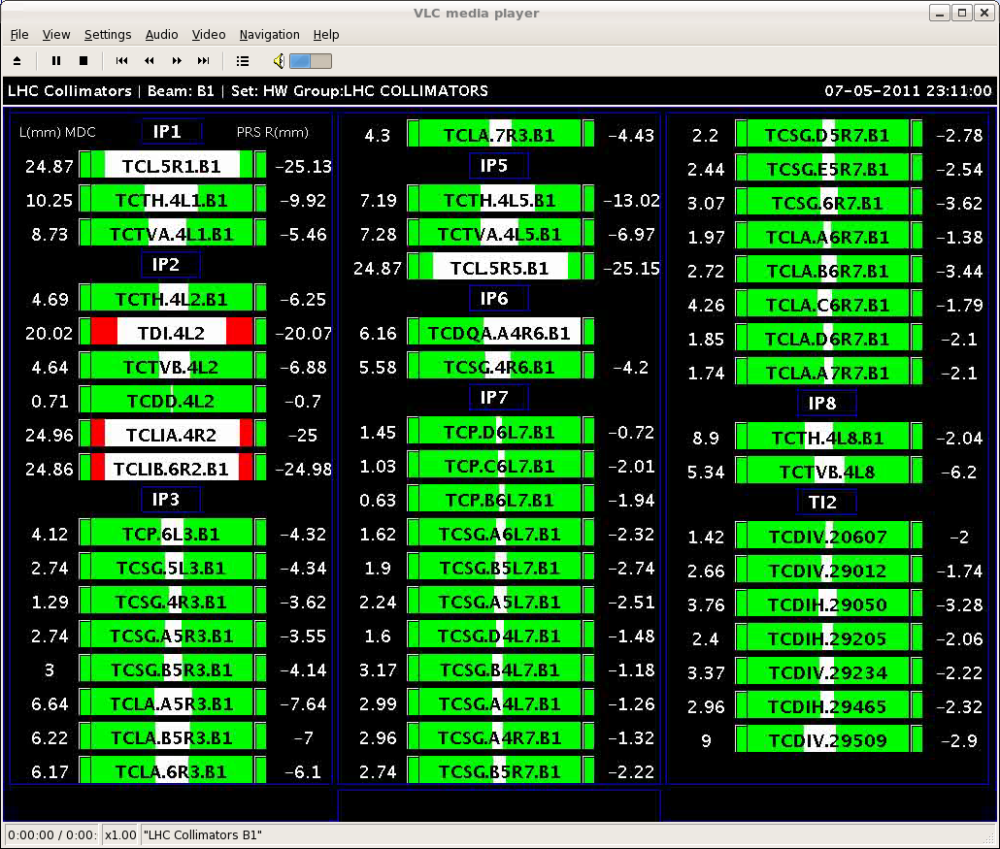 VLC media player
File View Settings Audio Video Navigation Help
LHC Collimators | Beam: B1 | Set: HW Group:LHC COLLIMATORS 07-05-2011 23:11:00
L(mm) MDC IP1 PRS R(mm)
24.87 TCL.5R1.B1 -25.13
10.25 TCTH.4L1.B1 -9.92
8.73 TCTVA.4L1.B1 -5.46
IP2
4.69 TCTH.4L2.B1 -6.25
20.02 TDI.4L2 -20.07
4.64 TCTVB.4L2 -6.88
0.71 TCDD.4L2 -0.7
24.96 TCLIA.4R2 -25
24.86 TCLIB.6R2.B1 -24.98
IP3
4.12 TCP.6L3.B1 -4.32
2.74 TCSG.5L3.B1 -4.34
1.29 TCSG.4R3.B1 -3.62
2.74 TCSG.A5R3.B1 -3.55
3 TCSG.B5R3.B1 -4.14
6.64 TCLA.A5R3.B1 -7.64
6.22 TCLA.B5R3.B1 -7
6.17 TCLA.6R3.B1 -6.1
4.3 TCLA.7R3.B1 -4.43
IP5
7.19 TCTH.4L5.B1 -13.02
7.28 TCTVA.4L5.B1 -6.97
24.87 TCL.5R5.B1 -25.15
IP6
6.16 TCDQA.A4R6.B1
5.58 TCSG.4R6.B1 -4.2
IP7
1.45 TCP.D6L7.B1 -0.72
1.03 TCP.C6L7.B1 -2.01
0.63 TCP.B6L7.B1 -1.94
1.62 TCSG.A6L7.B1 -2.32
1.9 TCSG.B5L7.B1 -2.74
2.24 TCSG.A5L7.B1 -2.51
1.6 TCSG.D4L7.B1 -1.48
3.17 TCSG.B4L7.B1 -1.18
2.99 TCSG.A4L7.B1 -1.26
2.96 TCSG.A4R7.B1 -1.32
2.74 TCSG.B5R7.B1 -2.22
2.2 TCSG.D5R7.B1 -2.78
2.44 TCSG.E5R7.B1 -2.54
3.07 TCSG.6R7.B1 -3.62
1.97 TCLA.A6R7.B1 -1.38
2.72 TCLA.B6R7.B1 -3.44
4.26 TCLA.C6R7.B1 -1.79
1.85 TCLA.D6R7.B1 -2.1
1.74 TCLA.A7R7.B1 -2.1
IP8
8.9 TCTH.4L8.B1 -2.04
5.34 TCTVB.4L8 -6.2
TI2
1.42 TCDIV.20607 -2
2.66 TCDIV.29012 -1.74
3.76 TCDIH.29050 -3.28
2.4 TCDIH.29205 -2.06
3.37 TCDIV.29234 -2.22
2.96 TCDIH.29465 -2.32
9 TCDIV.29509 -2.9
0:00:00 / 0:00: x1.00 "LHC Collimators B1"